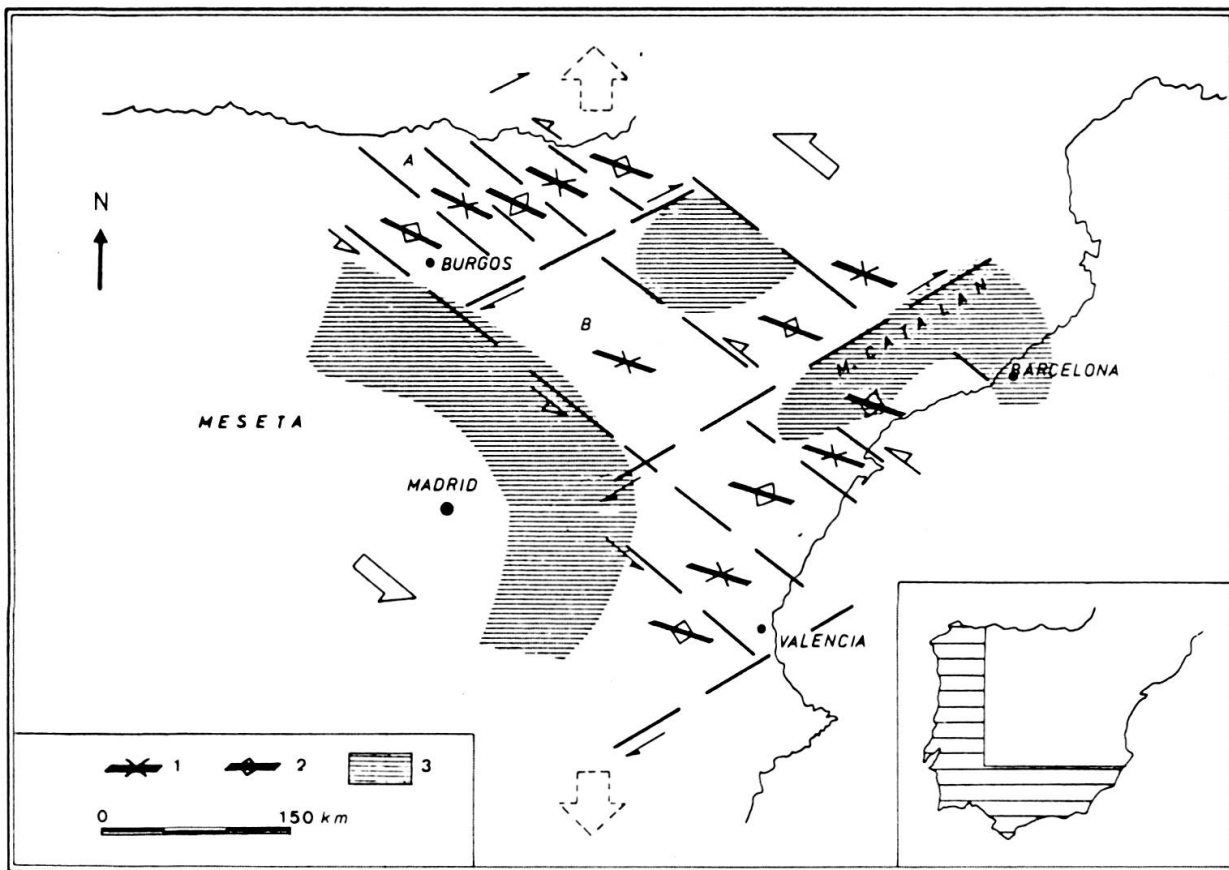 N
A
BURGOS
B
M. CATALAN
BARCELONA
MESETA
MADRID
VALENCIA
1 2 3
0 150 km